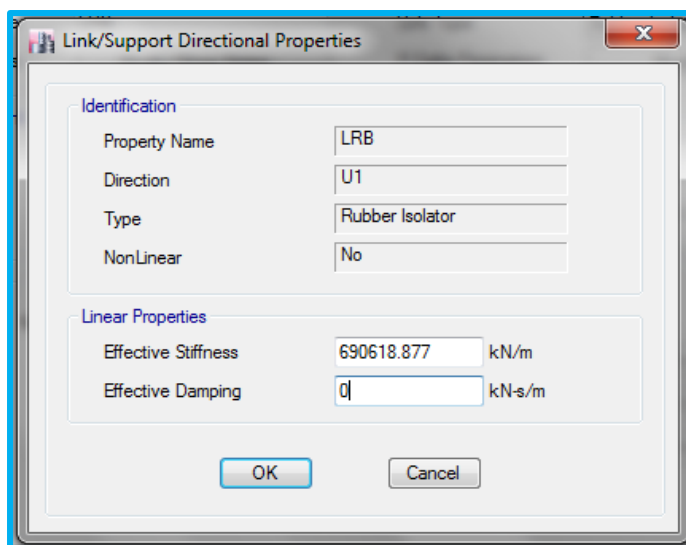 Link/Support Directional Properties
Identification
Property Name LRB
Direction U1
Type Rubber Isolator
NonLinear No
Linear Properties
Effective Stiffness 690618.877 kN/m
Effective Damping 0 kN-s/m
OK Cancel